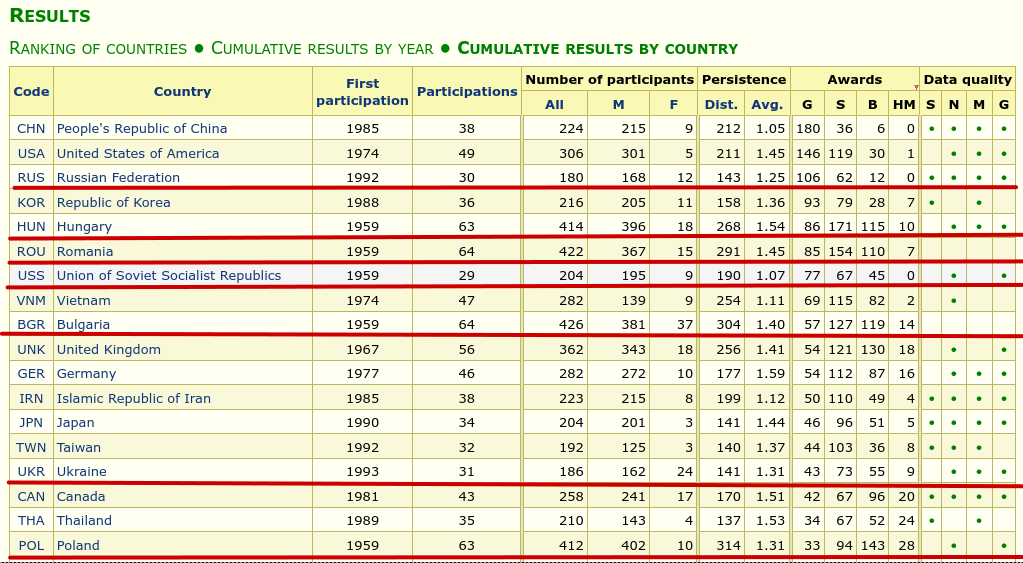 RESULTS
RANKING OF COUNTRIES • CUMULATIVE RESULTS BY YEAR • CUMULATIVE RESULTS BY COUNTRY
Code Country First participation Participations Number of participants Persistence Awards Data quality
All M F Dist. Avg. G S B HM S N M G
CHN People's Republic of China 1985 38 224 215 9 212 1.05 180 36 6 0 • • • •
USA United States of America 1974 49 306 301 5 211 1.45 146 119 30 1 • • •
RUS Russian Federation 1992 30 180 168 12 143 1.25 106 62 12 0 • • • •
KOR Republic of Korea 1988 36 216 205 11 158 1.36 93 79 28 7 • •
HUN Hungary 1959 63 414 396 18 268 1.54 86 171 115 10 • • •
ROU Romania 1959 64 422 367 15 291 1.45 85 154 110 7
USS Union of Soviet Socialist Republics 1959 29 204 195 9 190 1.07 77 67 45 0 • •
VNM Vietnam 1974 47 282 139 9 254 1.11 69 115 82 2 •
BGR Bulgaria 1959 64 426 381 37 304 1.40 57 127 119 14
UNK United Kingdom 1967 56 362 343 18 256 1.41 54 121 130 18 • •
GER Germany 1977 46 282 272 10 177 1.59 54 112 87 16 • • •
IRN Islamic Republic of Iran 1985 38 223 215 8 199 1.12 50 110 49 4 • • • •
JPN Japan 1990 34 204 201 3 141 1.44 46 96 51 5 • • • •
TWN Taiwan 1992 32 192 125 3 140 1.37 44 103 36 8 • • •
UKR Ukraine 1993 31 186 162 24 141 1.31 43 73 55 9 • • •
CAN Canada 1981 43 258 241 17 170 1.51 42 67 96 20 • • • •
THA Thailand 1989 35 210 143 4 137 1.53 34 67 52 24 • •
POL Poland 1959 63 412 402 10 314 1.31 33 94 143 28 • •